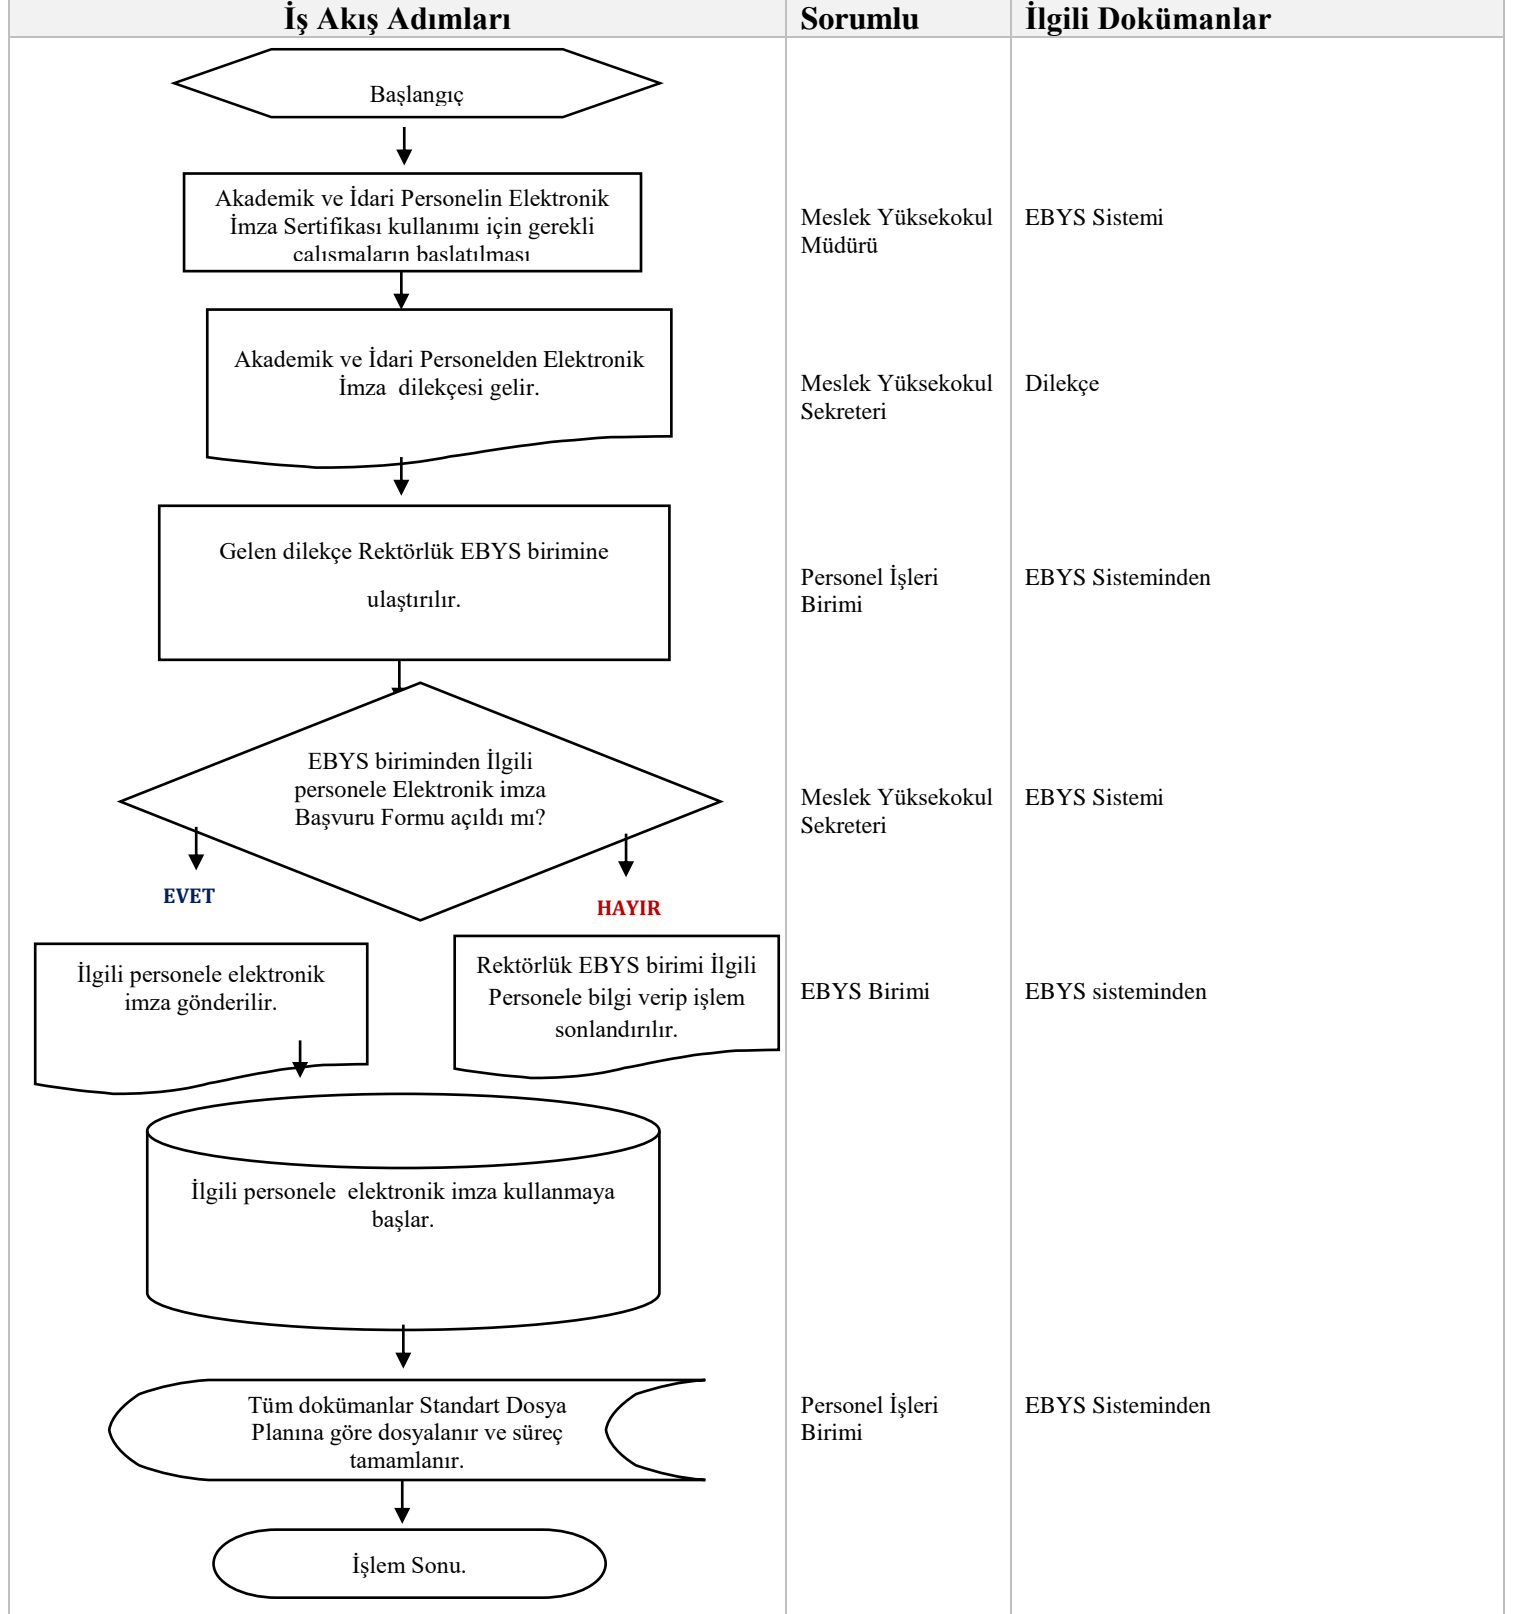 İş Akış Adımları
Sorumlu
İlgili Dokümanlar
Başlangıç
Akademik ve İdari Personelin Elektronik
İmza Sertifikası kullanımı için gerekli
çalışmaların başlatılması
Meslek Yüksekokul
Müdürü
EBYS Sistemi
Akademik ve İdari Personelden Elektronik
İmza dilekçesi gelir.
Meslek Yüksekokul
Sekreteri
Dilekçe
Gelen dilekçe Rektörlük EBYS birimine
ulaştırılır.
Personel İşleri
Birimi
EBYS Sisteminden
EBYS biriminden İlgili
personele Elektronik imza
Başvuru Formu açıldı mı?
Meslek Yüksekokul
Sekreteri
EBYS Sistemi
EVET
HAYIR
İlgili personele elektronik
imza gönderilir.
Rektörlük EBYS birimi İlgili
Personele bilgi verip işlem
sonlandırılır.
EBYS Birimi
EBYS sisteminden
İlgili personele elektronik imza kullanmaya
başlar.
Tüm dokümanlar Standart Dosya
Planına göre dosyalanır ve süreç
tamamlanır.
Personel İşleri
Birimi
EBYS Sisteminden
İşlem Sonu.